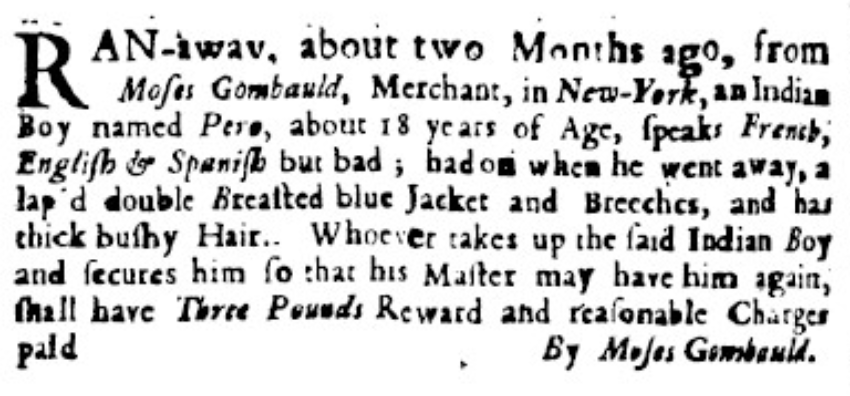 RAN-away, about two Months ago, from
Moſes Gombauld, Merchant, in New-York, an Indian
Boy named Pero, about 18 years of Age, ſpeaks French,
Engliſh & Spaniſh but bad ; had on when he went away, a
lap'd double Breaſted blue Jacket and Breeches, and has
thick buſhy Hair.. Whoever takes up the ſaid Indian Boy
and ſecures him ſo that his Maſter may have him again,
ſhall have Three Pounds Reward and reaſonable Charges
paid By Moſes Gombauld.